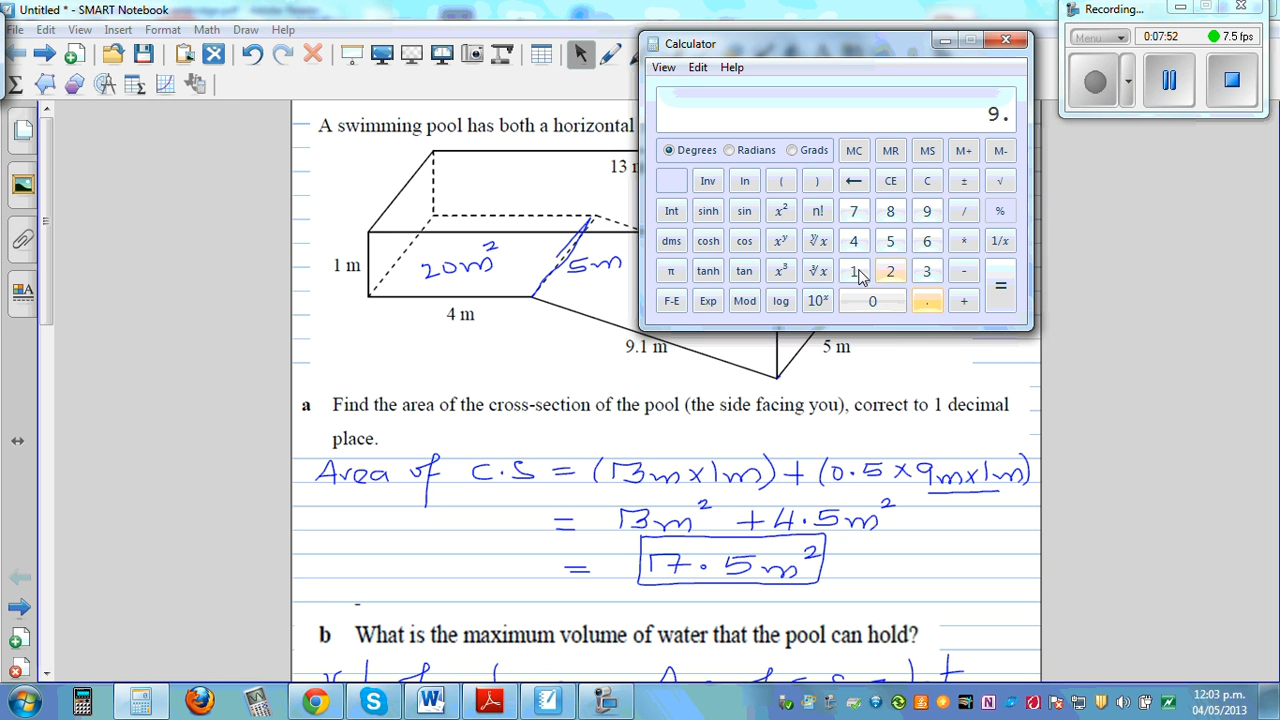 Untitled * - SMART Notebook
File Edit View Insert Format Math Draw Help
Recording...
Menu
0:07:52
7.5 fps
Calculator
View Edit Help
9.
Degrees Radians Grads MC MR MS M+ M-
Inv ln ( ) ← CE C ± √
Int sinh sin x² n! 7 8 9 / %
dms cosh cos xʸ ʸ√x 4 5 6 * 1/x
π tanh tan x³ ³√x 1 2 3 - =
F-E Exp Mod log 10ˣ 0 . +
A swimming pool has both a horizontal
13 m
1 m
20m²
5m
4 m
9.1 m
5 m
a Find the area of the cross-section of the pool (the side facing you), correct to 1 decimal
place.
Area of C.S = (13m x 1m) + (0.5 x 9m x 1m)
= 13m² + 4.5m²
= 17.5m²
b What is the maximum volume of water that the pool can hold?
12:03 p.m.
04/05/2013